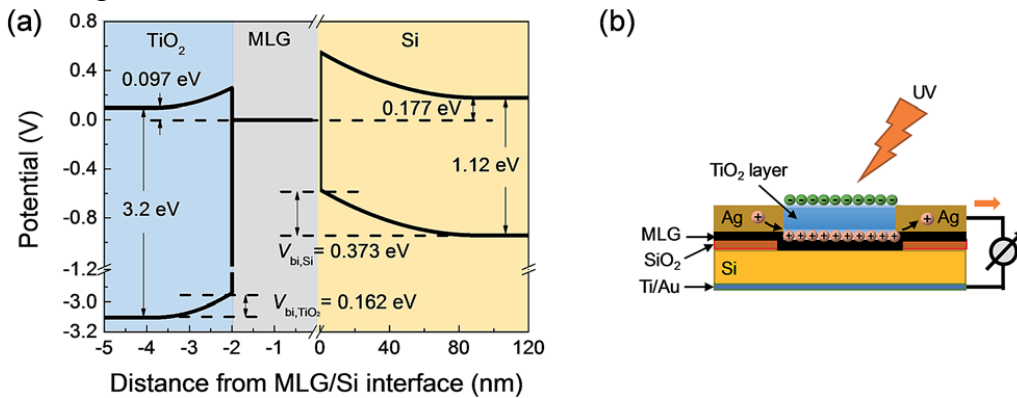 (a)
TiO2
MLG
Si
0.8
0.4
0.0
-0.4
-0.8
-1.2
-3.0
-3.2
Potential (V)
0.097 eV
3.2 eV
0.177 eV
1.12 eV
Vbi,Si = 0.373 eV
Vbi,TiO2 = 0.162 eV
-5 -4 -3 -2 -1 0 40 80 120
Distance from MLG/Si interface (nm)
(b)
UV
TiO2 layer
Ag
Ag
MLG
SiO2
Si
Ti/Au